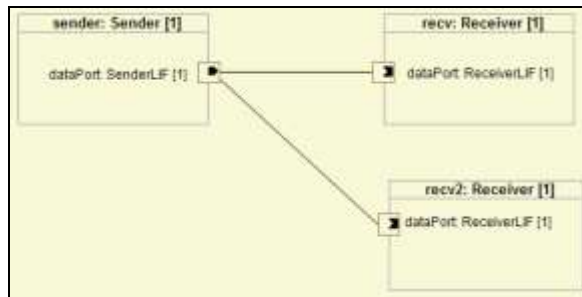 sender: Sender [1]
dataPort: SenderLIF [1]
recv: Receiver [1]
dataPort: ReceiverLIF [1]
recv2: Receiver [1]
dataPort: ReceiverLIF [1]